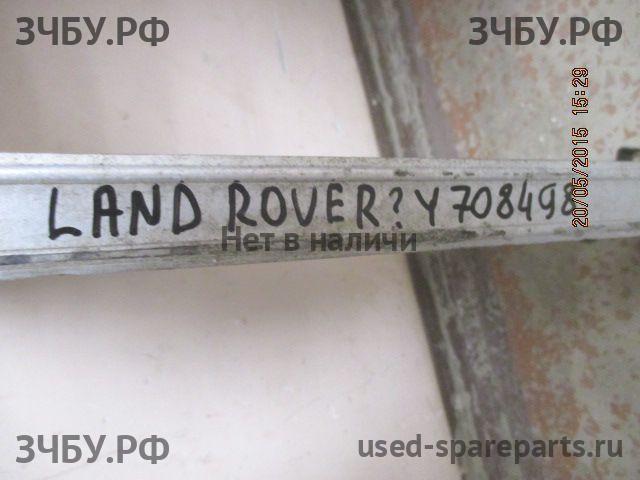 ЗЧБУ.РФ
ЗЧБУ.РФ
LAND ROVER? Y708498
Нет в наличи
20/05/2015 15:29
ЗЧБУ.РФ
used-spareparts.ru